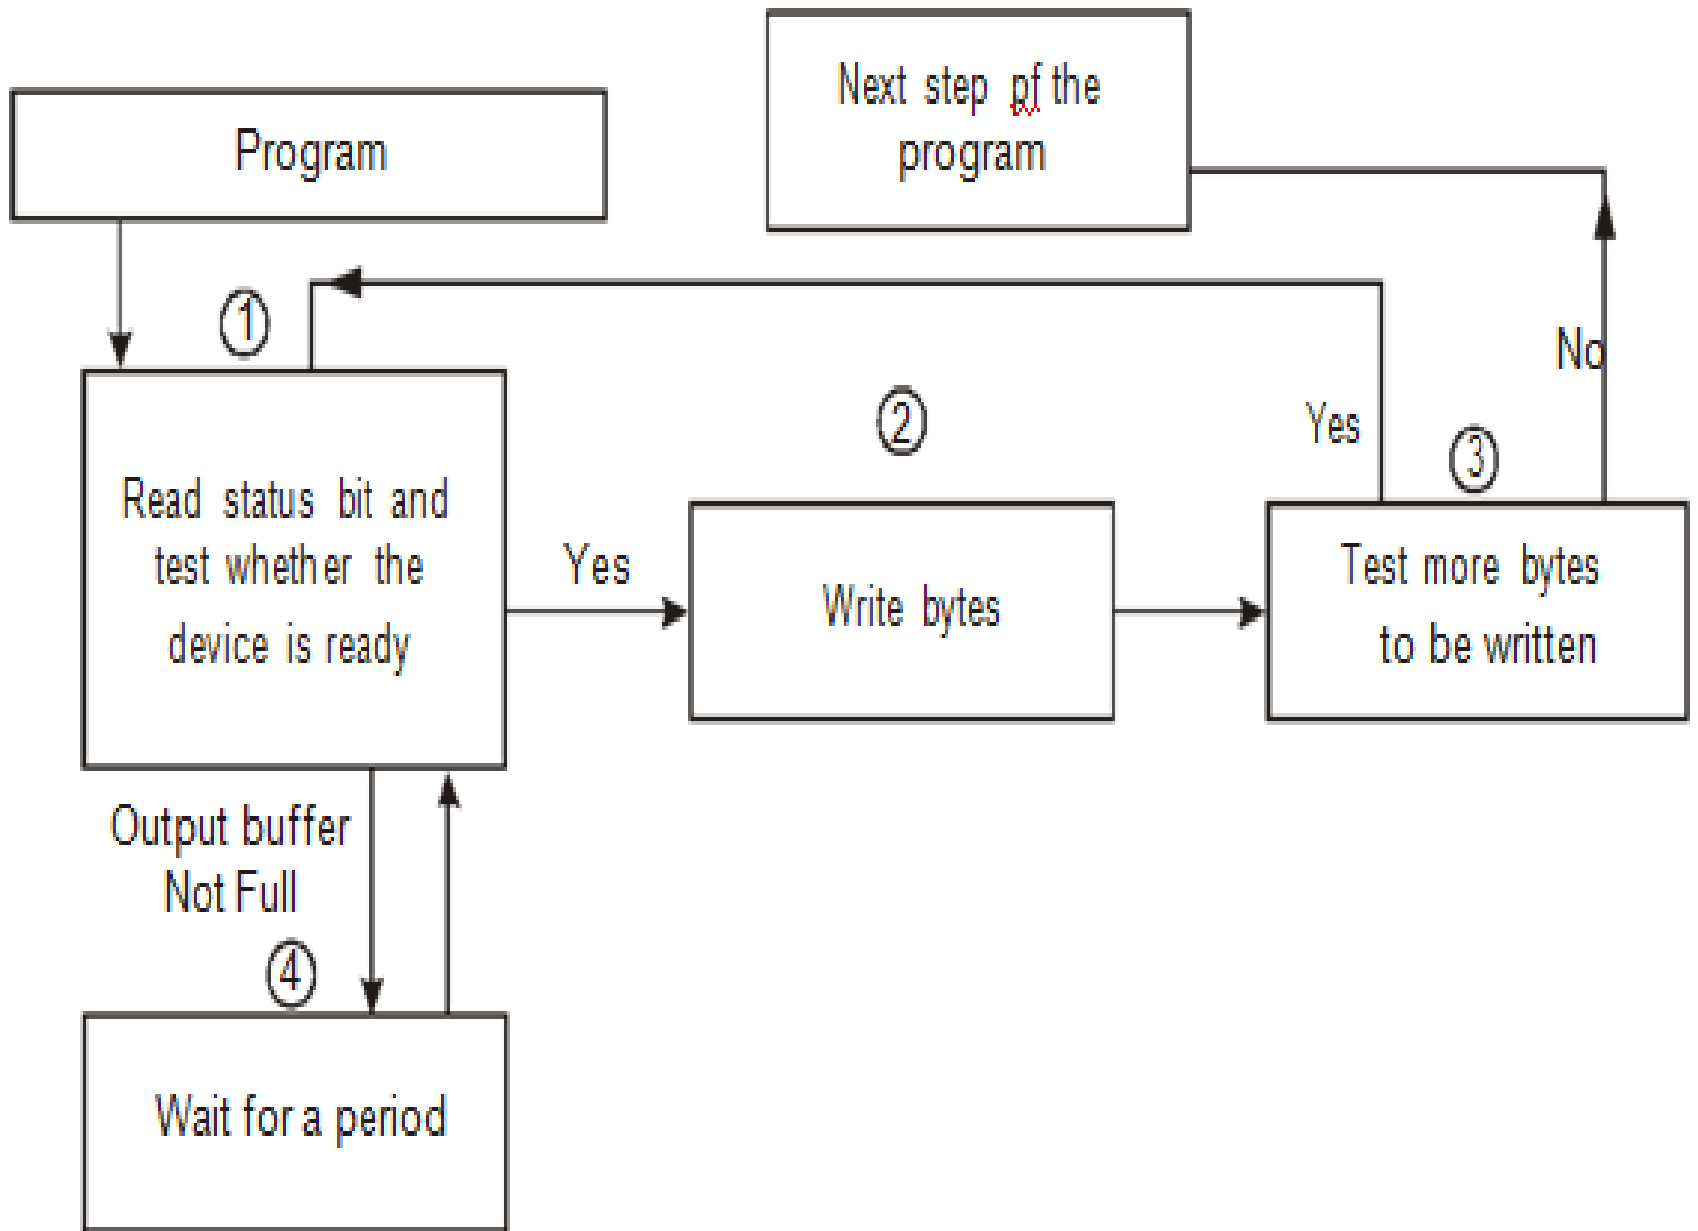 Program
Next step pf the
program
1
Read status bit and
test whether the
device is ready
Yes
2
Write bytes
Yes
3
No
Test more bytes
to be written
Output buffer
Not Full
4
Wait for a period